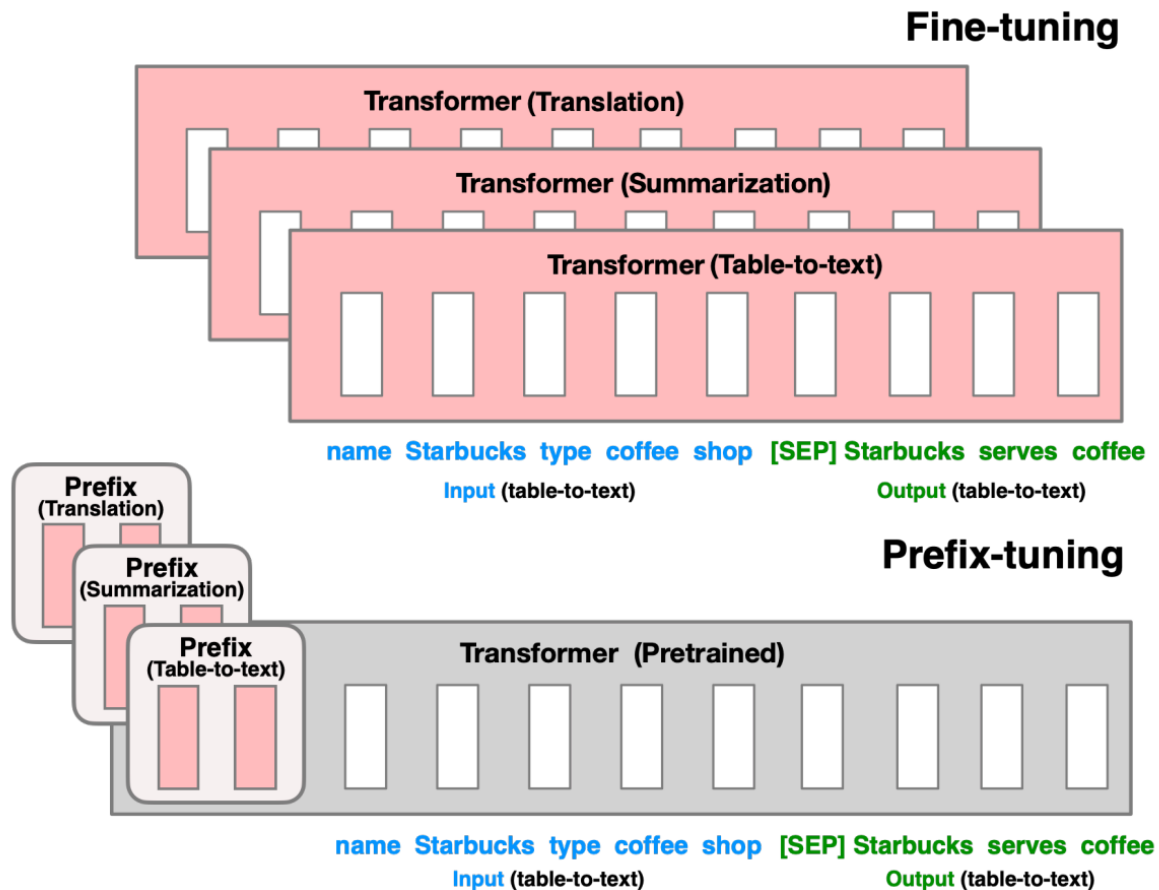 Fine-tuning
Transformer (Translation)
Transformer (Summarization)
Transformer (Table-to-text)
name Starbucks type coffee shop [SEP] Starbucks serves coffee
Input (table-to-text) Output (table-to-text)
Prefix
(Translation)
Prefix-tuning
Prefix
(Summarization)
Prefix
(Table-to-text)
Transformer (Pretrained)
name Starbucks type coffee shop [SEP] Starbucks serves coffee
Input (table-to-text) Output (table-to-text)